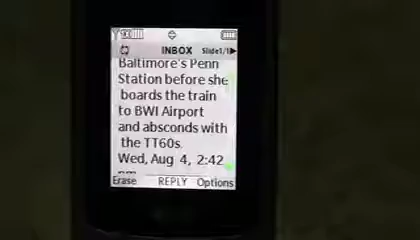 INBOX Slide1/1
Baltimore's Penn
Station before she
boards the train
to BWI Airport
and absconds with
the TT60s.
Wed, Aug 4, 2:42
Erase REPLY Options